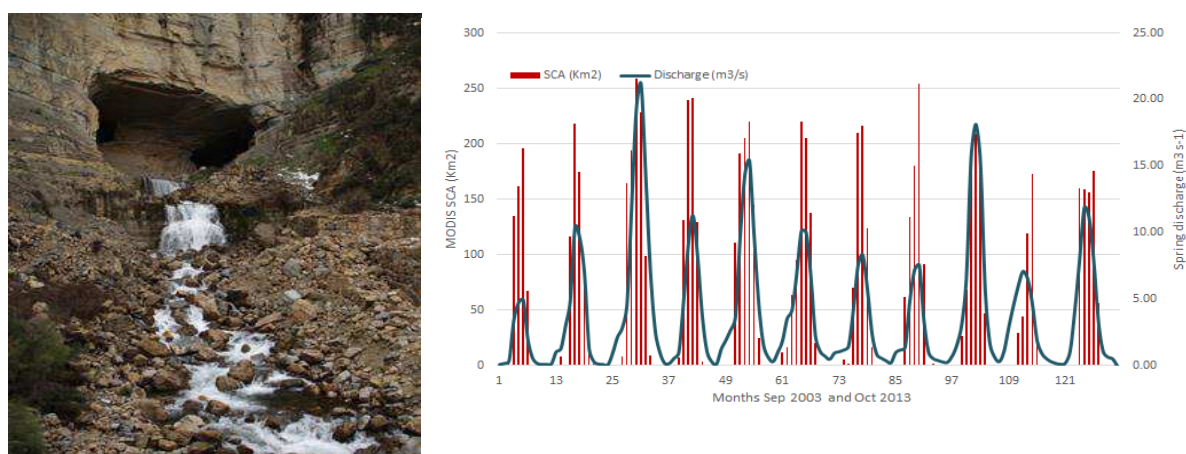 300
250
200
150
100
50
0
MODIS SCA (Km2)
SCA (Km2) Discharge (m3/s)
25.00
20.00
15.00
10.00
5.00
0.00
Spring discharge (m3 s-1)
1 13 25 37 49 61 73 85 97 109 121
Months Sep 2003 and Oct 2013